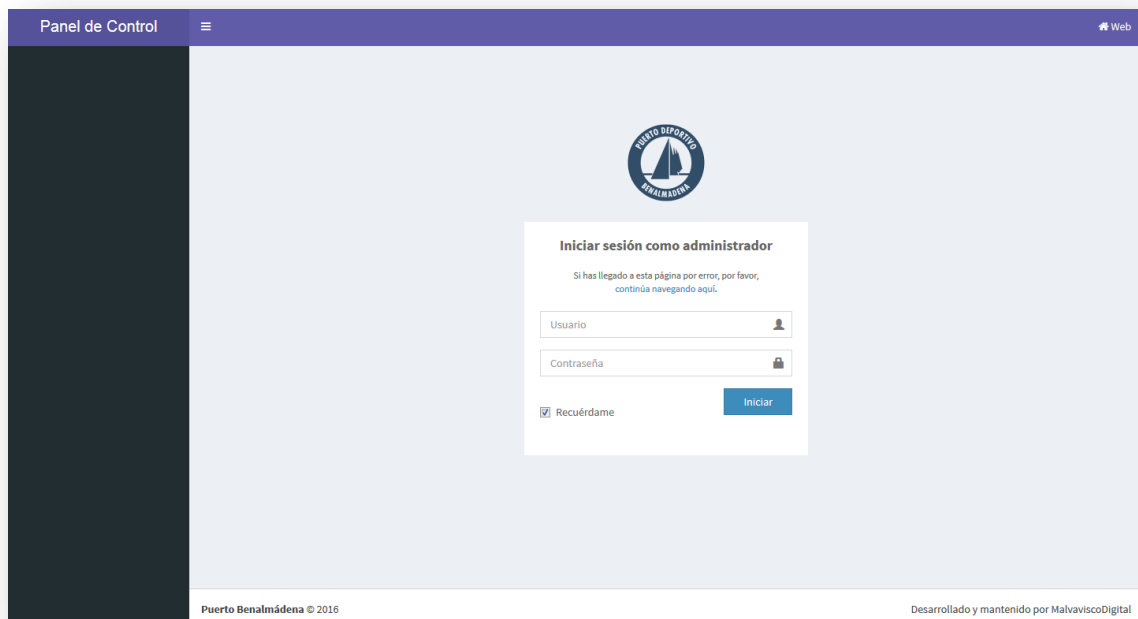 Panel de Control
Web
PUERTO DEPORTIVO
BENALMADENA
Iniciar sesión como administrador
Si has llegado a esta página por error, por favor,
continúa navegando aquí.
Usuario
Contraseña
Recuérdame
Iniciar
Puerto Benalmádena © 2016
Desarrollado y mantenido por MalvaviscoDigital